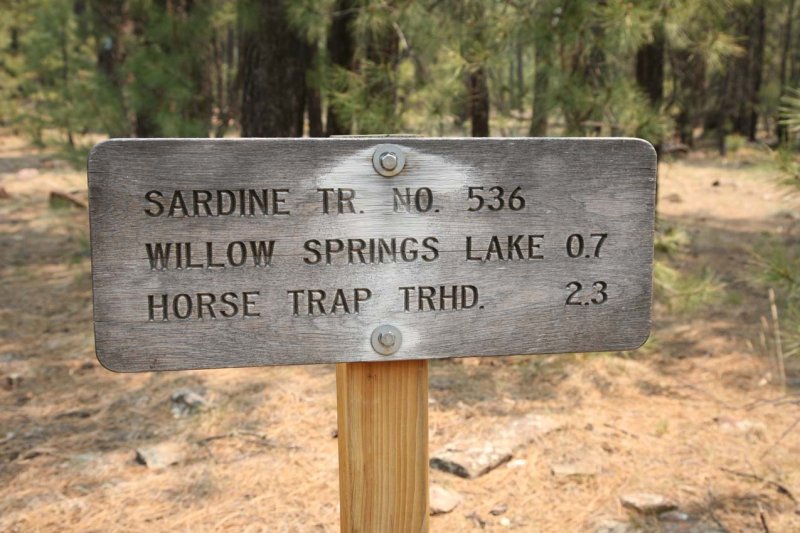 SARDINE TR. NO. 536
WILLOW SPRINGS LAKE 0.7
HORSE TRAP TRHD. 2.3